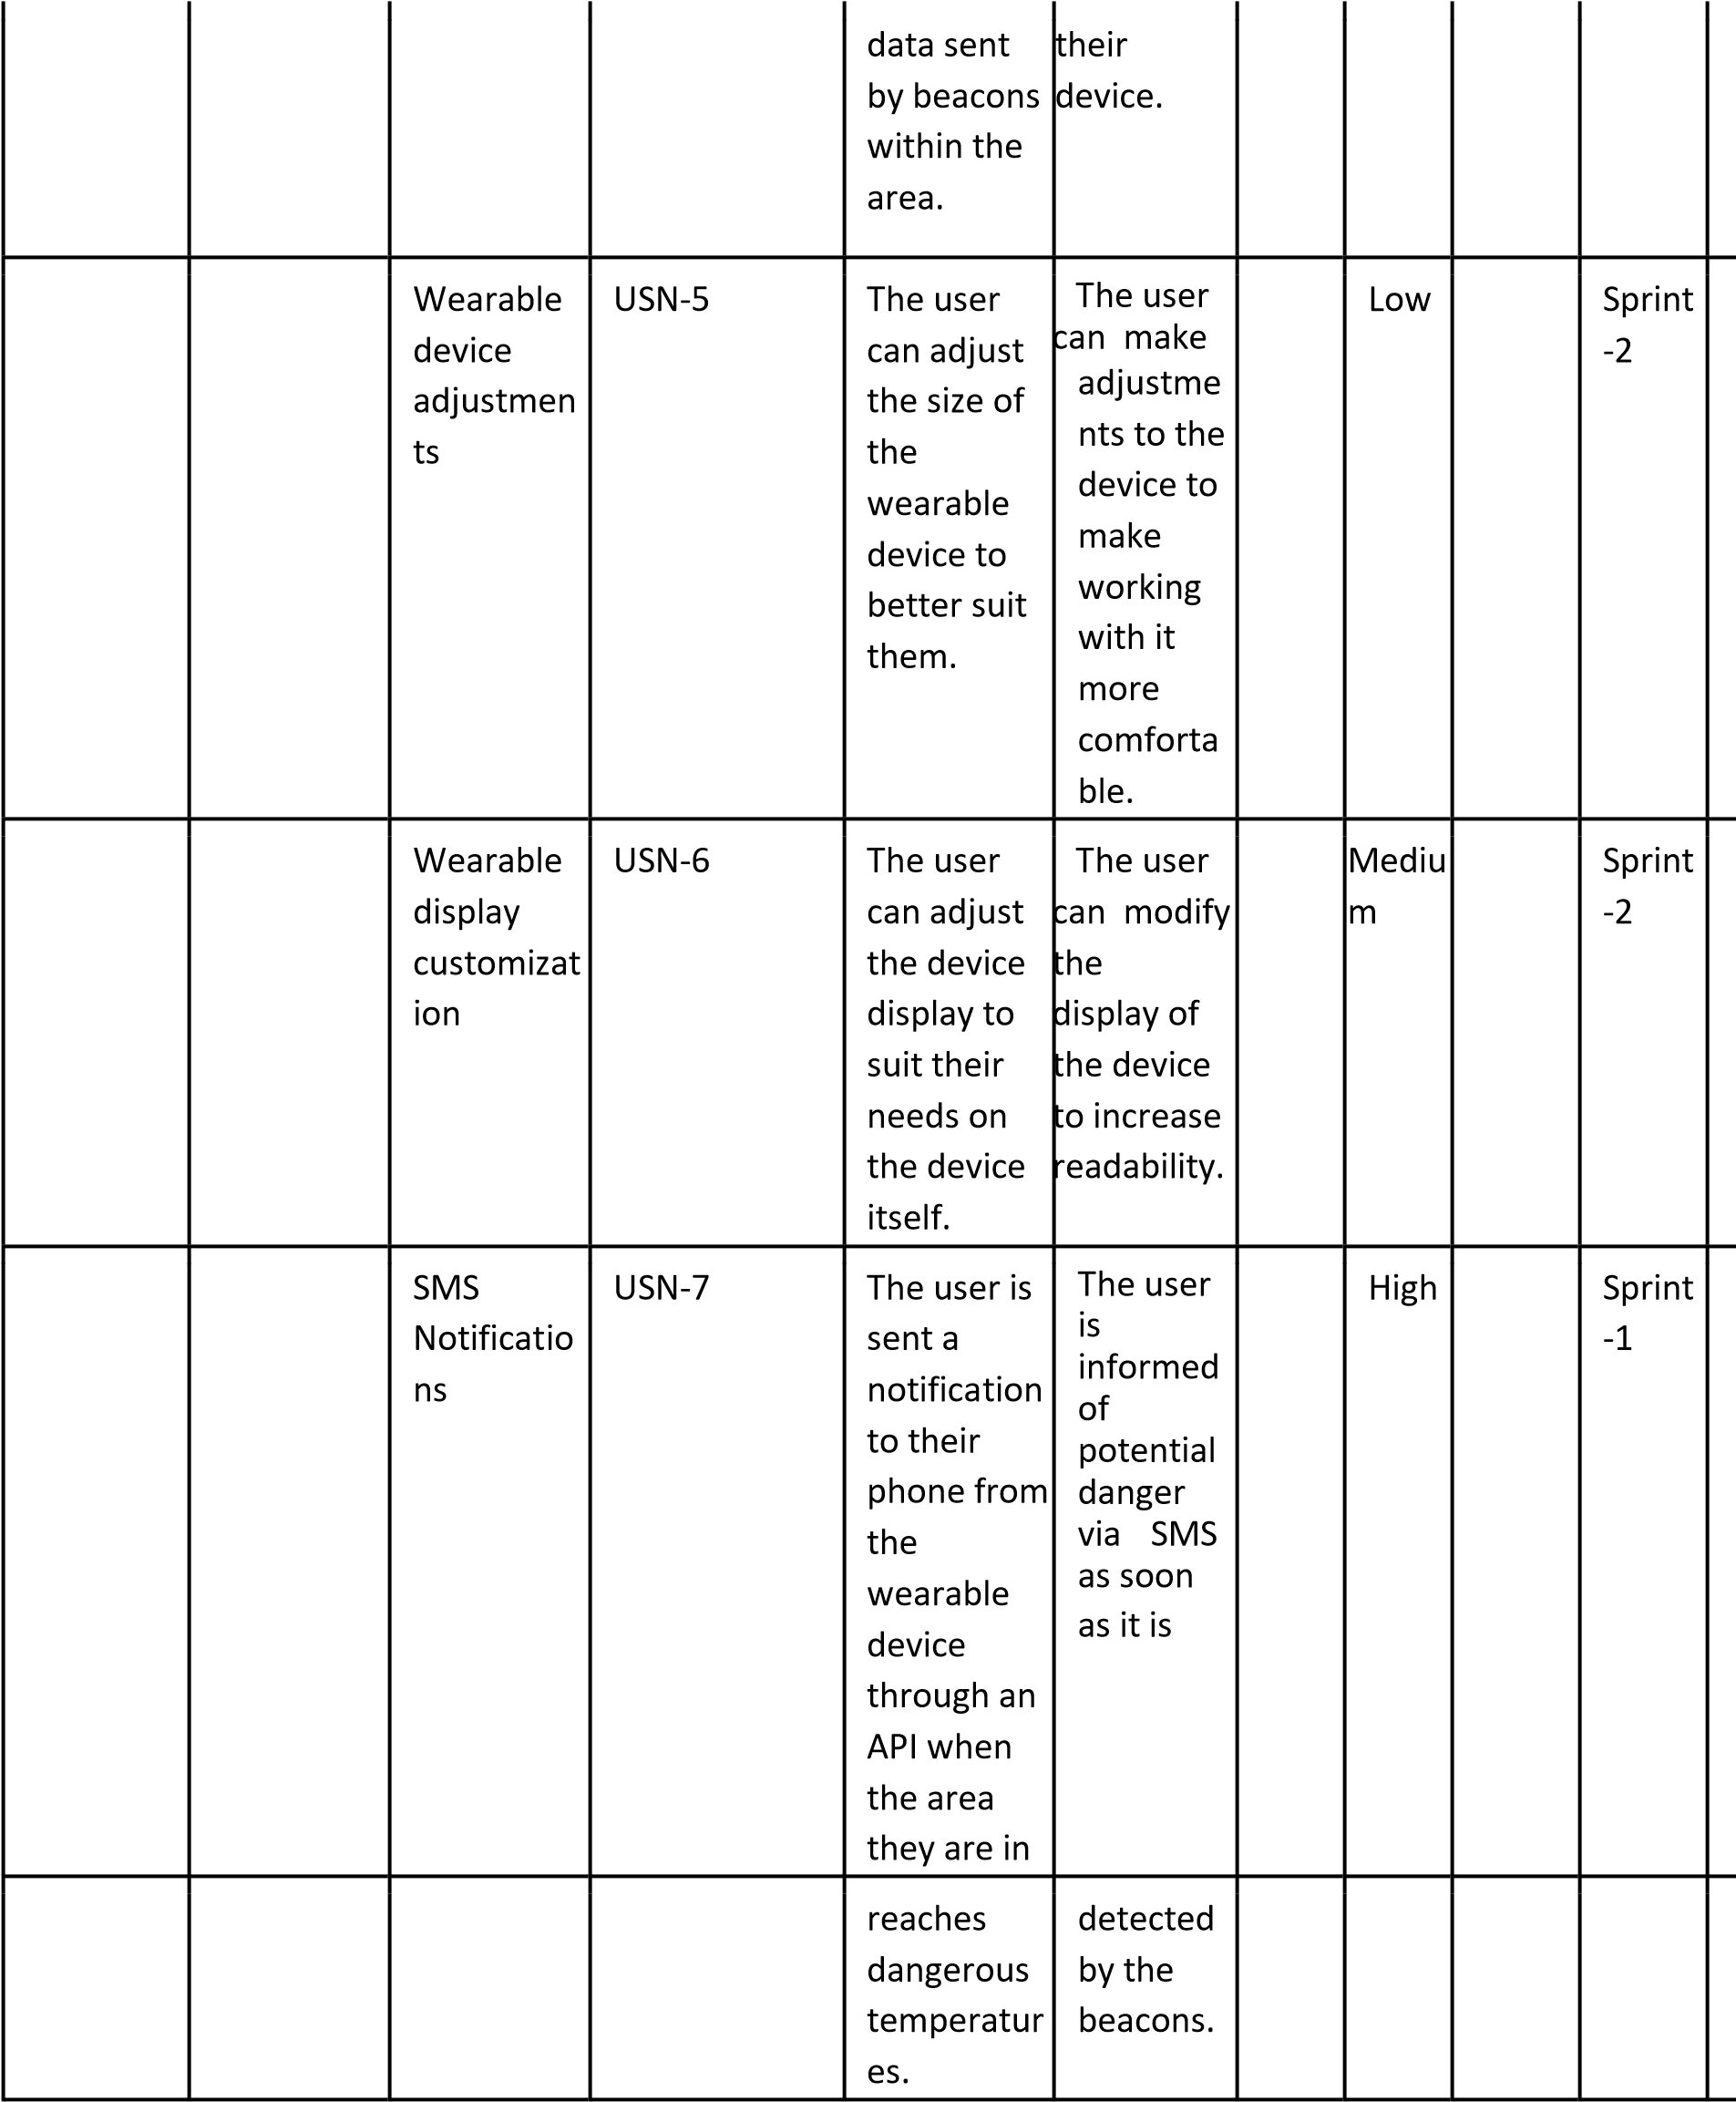 data sent
by beacons
within the
area.
their
device.
Wearable
device
adjustmen
ts
USN-5
The user
can adjust
the size of
the
wearable
device to
better suit
them.
The user
can make
adjustme
nts to the
device to
make
working
with it
more
comforta
ble.
Low
Sprint
-2
Wearable
display
customizat
ion
USN-6
The user
can adjust
the device
display to
suit their
needs on
the device
itself.
The user
can modify
the
display of
the device
to increase
readability.
Mediu
m
Sprint
-2
SMS
Notificatio
ns
USN-7
The user is
sent a
notification
to their
phone from
the
wearable
device
through an
API when
the area
they are in
The user
is
informed
of
potential
danger
via SMS
as soon
as it is
High
Sprint
-1
reaches
dangerous
temperatur
es.
detected
by the
beacons.